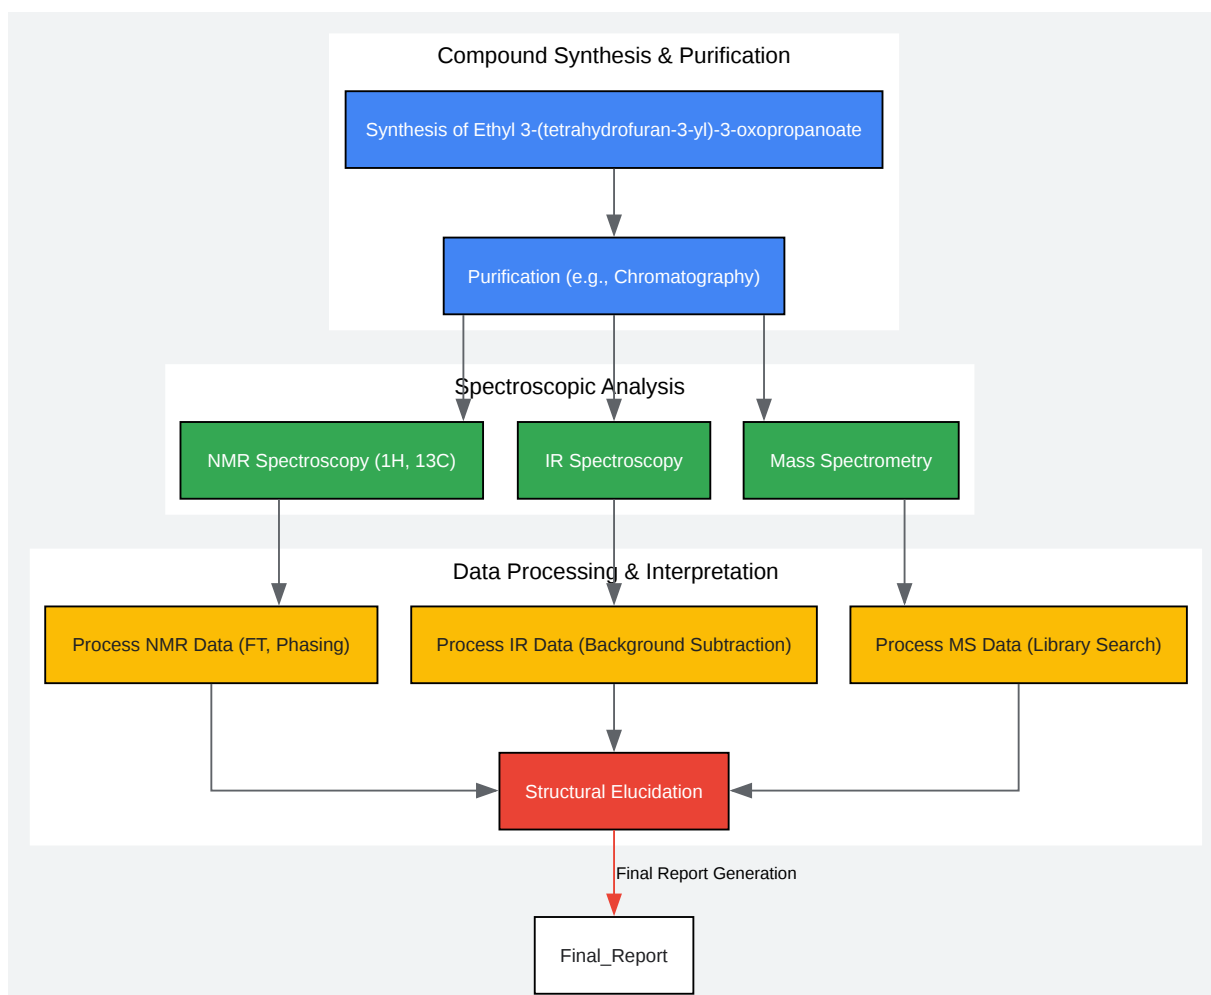 Compound Synthesis & Purification
Synthesis of Ethyl 3-(tetrahydrofuran-3-yl)-3-oxopropanoate
Purification (e.g., Chromatography)
Spectroscopic Analysis
NMR Spectroscopy (1H, 13C)
IR Spectroscopy
Mass Spectrometry
Data Processing & Interpretation
Process NMR Data (FT, Phasing)
Process IR Data (Background Subtraction)
Process MS Data (Library Search)
Structural Elucidation
Final Report Generation
Final_Report